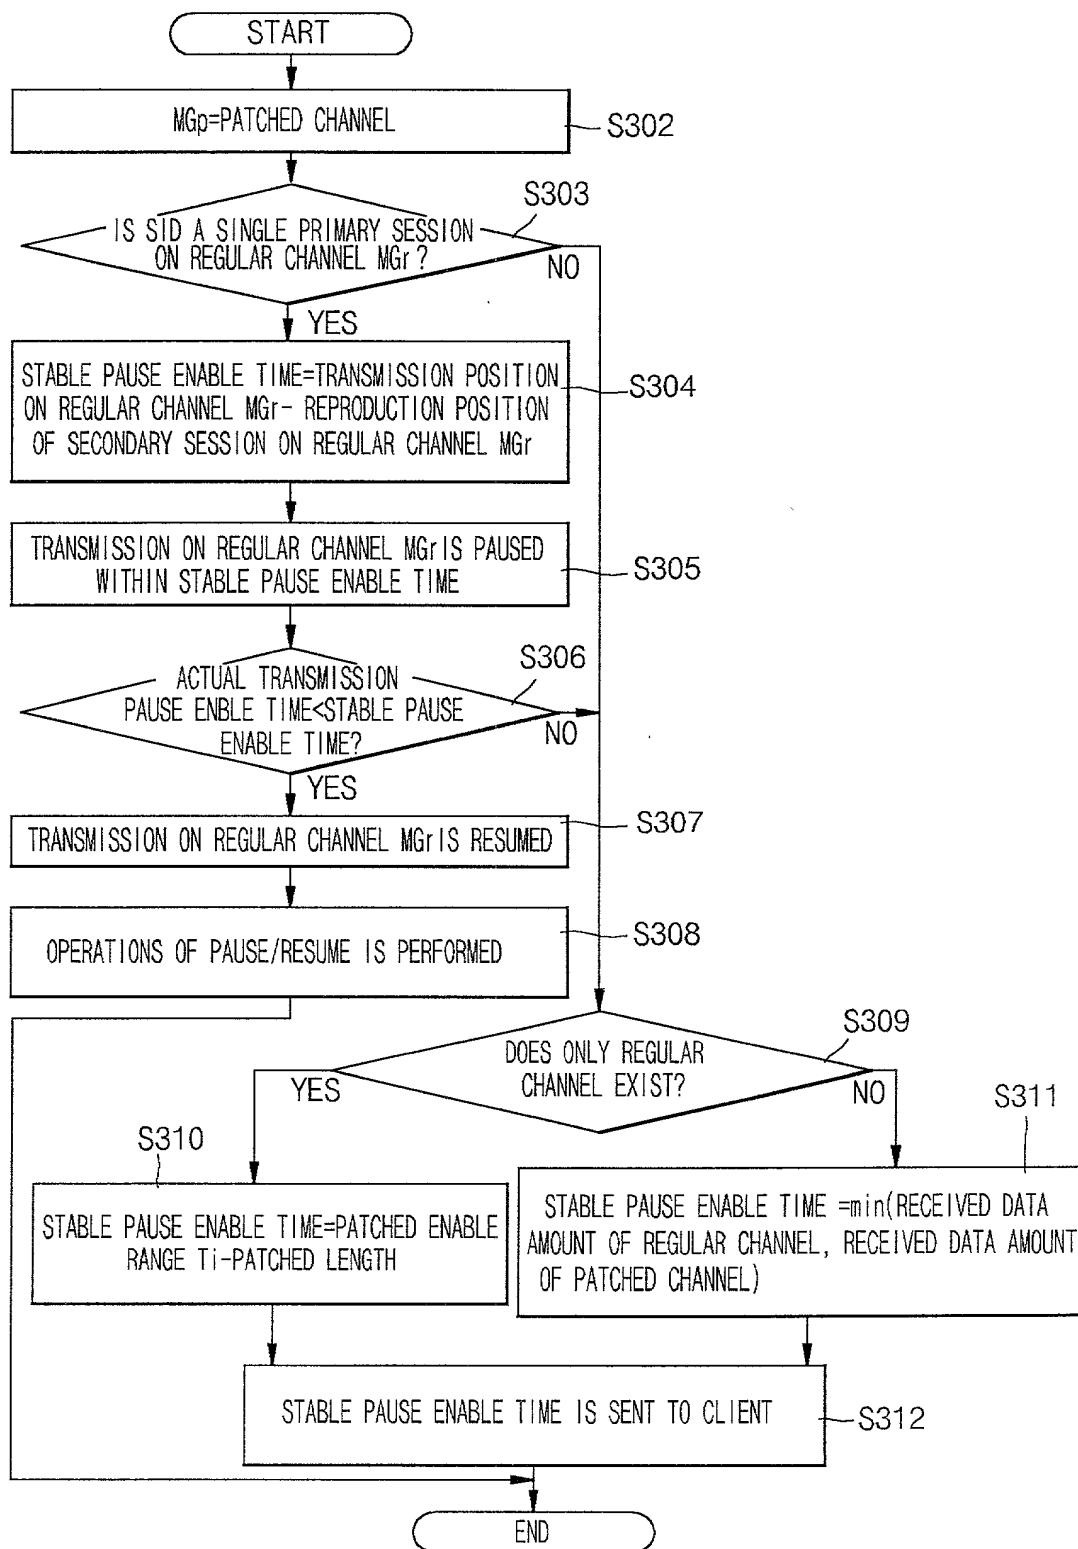 START
MGp=PATCHED CHANNEL
S302
S303
IS SID A SINGLE PRIMARY SESSION
ON REGULAR CHANNEL MGr?
NO
YES
STABLE PAUSE ENABLE TIME=TRANSMISSION POSITION
ON REGULAR CHANNEL MGr- REPRODUCTION POSITION
OF SECONDARY SESSION ON REGULAR CHANNEL MGr
S304
TRANSMISSION ON REGULAR CHANNEL MGr IS PAUSED
WITHIN STABLE PAUSE ENABLE TIME
S305
S306
ACTUAL TRANSMISSION
PAUSE ENBLE TIME<STABLE PAUSE
ENABLE TIME?
NO
YES
TRANSMISSION ON REGULAR CHANNEL MGr IS RESUMED
S307
OPERATIONS OF PAUSE/RESUME IS PERFORMED
S308
S309
DOES ONLY REGULAR
CHANNEL EXIST?
YES
NO
S310
S311
STABLE PAUSE ENABLE TIME=PATCHED ENABLE
RANGE Ti-PATCHED LENGTH
STABLE PAUSE ENABLE TIME =min(RECEIVED DATA
AMOUNT OF REGULAR CHANNEL, RECEIVED DATA AMOUNT
OF PATCHED CHANNEL)
STABLE PAUSE ENABLE TIME IS SENT TO CLIENT
S312
END